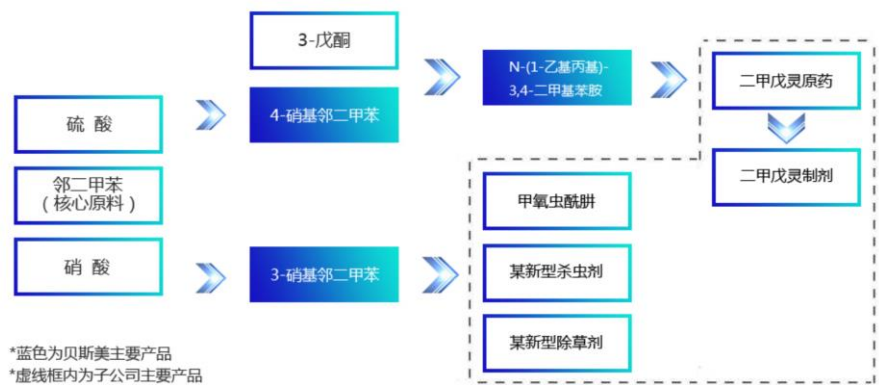 3-戊酮
N-(1-乙基丙基)-
3,4-二甲基苯胺
二甲戊灵原药
硫 酸
4-硝基邻二甲苯
邻二甲苯
（核心原料）
甲氧虫酰肼
二甲戊灵制剂
硝 酸
3-硝基邻二甲苯
某新型杀虫剂
某新型除草剂
*蓝色为贝斯美主要产品
*虚线框内为子公司主要产品